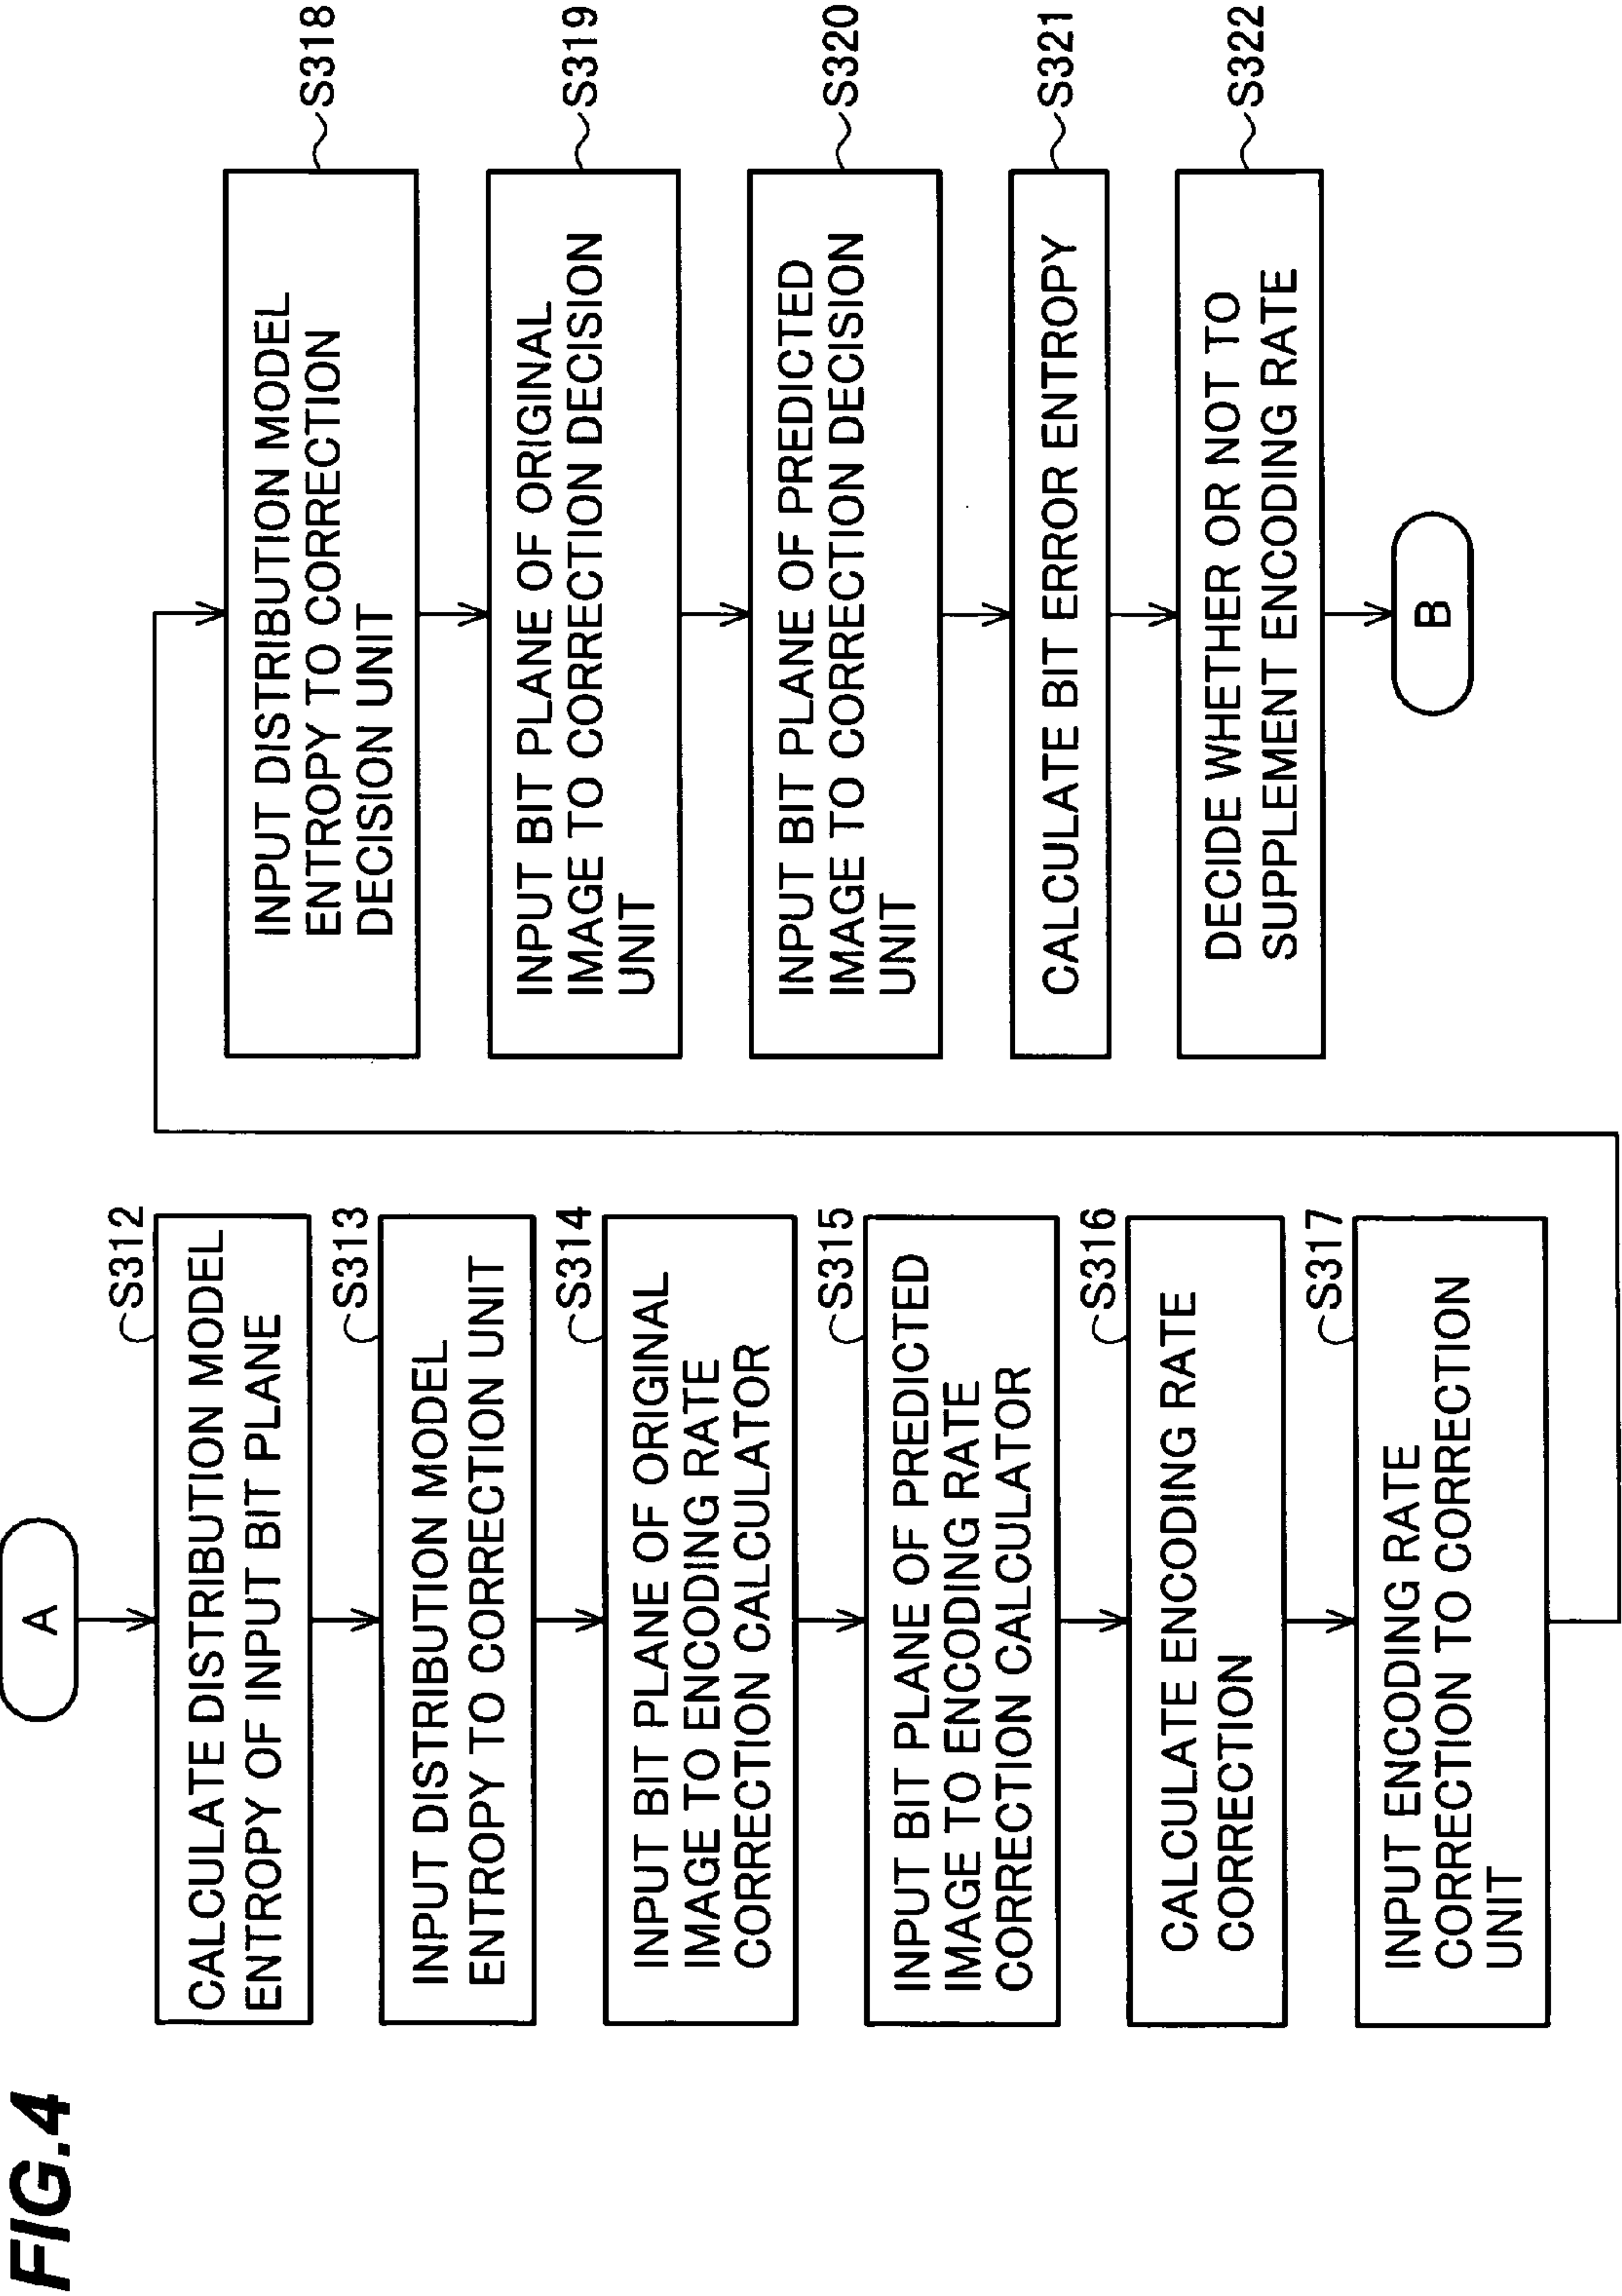 FIG.4
A
S312
CALCULATE DISTRIBUTION MODEL
ENTROPY OF INPUT BIT PLANE
S313
INPUT DISTRIBUTION MODEL
ENTROPY TO CORRECTION UNIT
S314
INPUT BIT PLANE OF ORIGINAL
IMAGE TO ENCODING RATE
CORRECTION CALCULATOR
S315
INPUT BIT PLANE OF PREDICTED
IMAGE TO ENCODING RATE
CORRECTION CALCULATOR
S316
CALCULATE ENCODING RATE
CORRECTION
S317
INPUT ENCODING RATE
CORRECTION TO CORRECTION
UNIT
S318
INPUT DISTRIBUTION MODEL
ENTROPY TO CORRECTION
DECISION UNIT
S319
INPUT BIT PLANE OF ORIGINAL
IMAGE TO CORRECTION DECISION
UNIT
S320
INPUT BIT PLANE OF PREDICTED
IMAGE TO CORRECTION DECISION
UNIT
S321
CALCULATE BIT ERROR ENTROPY
S322
DECIDE WHETHER OR NOT TO
SUPPLEMENT ENCODING RATE
B